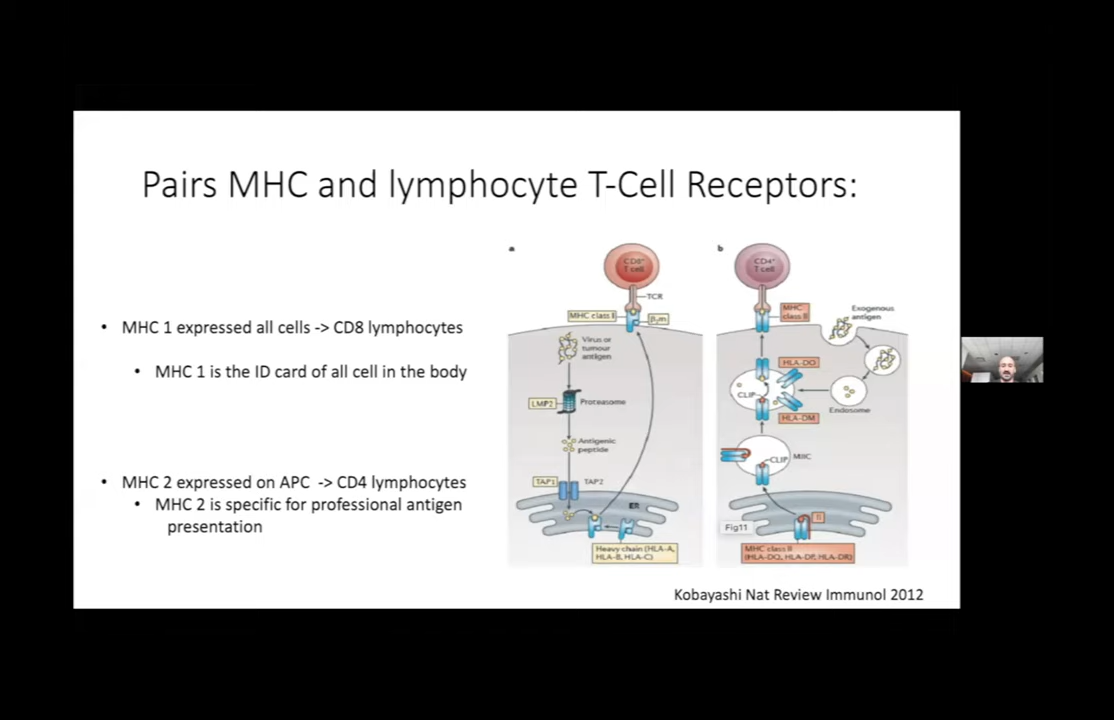 Pairs MHC and lymphocyte T-Cell Receptors:
• MHC 1 expressed all cells -> CD8 lymphocytes
• MHC 1 is the ID card of all cell in the body
• MHC 2 expressed on APC -> CD4 lymphocytes
• MHC 2 is specific for professional antigen
presentation
a
CD8+
T cell
TCR
MHC class I
β₂m
Virus or
tumour
antigen
LMP2
Proteasome
Antigenic
peptide
TAP1
TAP2
ER
Heavy chain (HLA-A,
HLA-B, HLA-C)
b
CD4+
T cell
MHC
class II
Exogenous
antigen
HLA-DO
CLIP
Endosome
HLA-DM
CLIP
MIIC
Ii
Fig11
MHC class II
(HLA-DQ, HLA-DP, HLA-DR)
Kobayashi Nat Review Immunol 2012